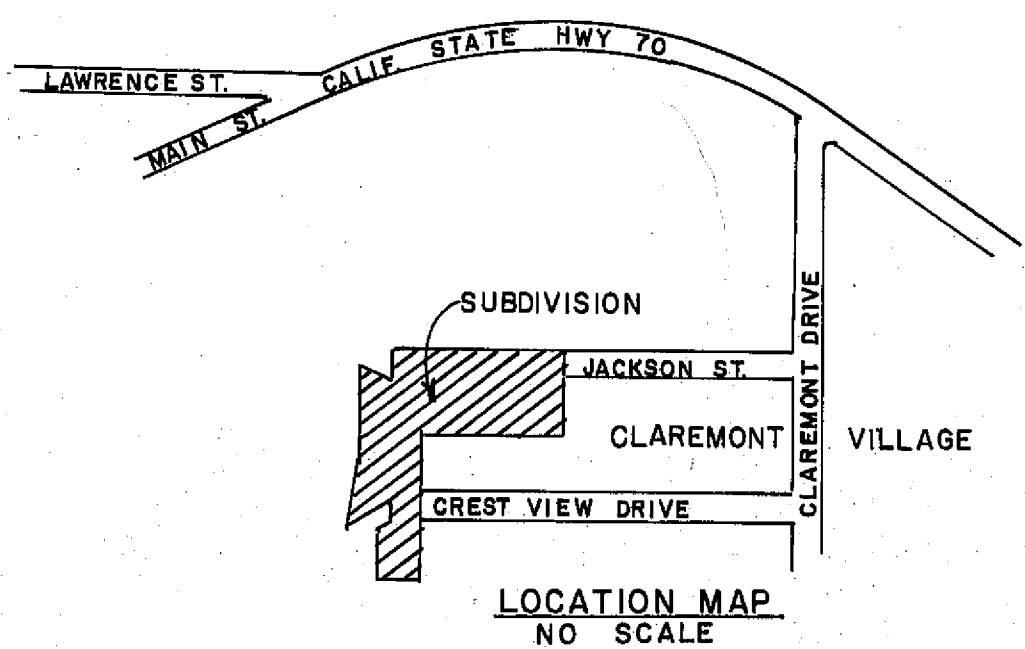 CALIF. STATE HWY 70
LAWRENCE ST.
MAIN ST.
SUBDIVISION
CLAREMONT DRIVE
JACKSON ST.
CLAREMONT VILLAGE
CREST VIEW DRIVE
LOCATION MAP
NO SCALE